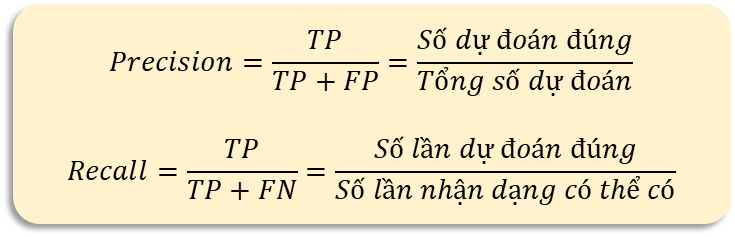 Precision = TP / (TP + FP) = Số dự đoán đúng / Tổng số dự đoán
Recall = TP / (TP + FN) = Số lần dự đoán đúng / Số lần nhận dạng có thể có